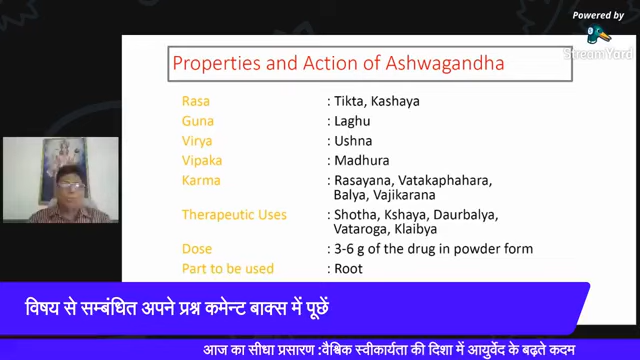 Powered by
StreamYard
Properties and Action of Ashwagandha
Rasa : Tikta, Kashaya
Guna : Laghu
Virya : Ushna
Vipaka : Madhura
Karma : Rasayana, Vatakaphahara,
Balya, Vajikarana
Therapeutic Uses : Shotha, Kshaya, Daurbalya,
Vataroga, Klaibya
Dose : 3-6 g of the drug in powder form
Part to be used : Root
विषय से सम्बंधित अपने प्रश्न कमेन्ट बाक्स में पूछें
आज का सीधा प्रसारण :वैश्विक स्वीकार्यता की दिशा में आयुर्वेद के बढ़ते कदम